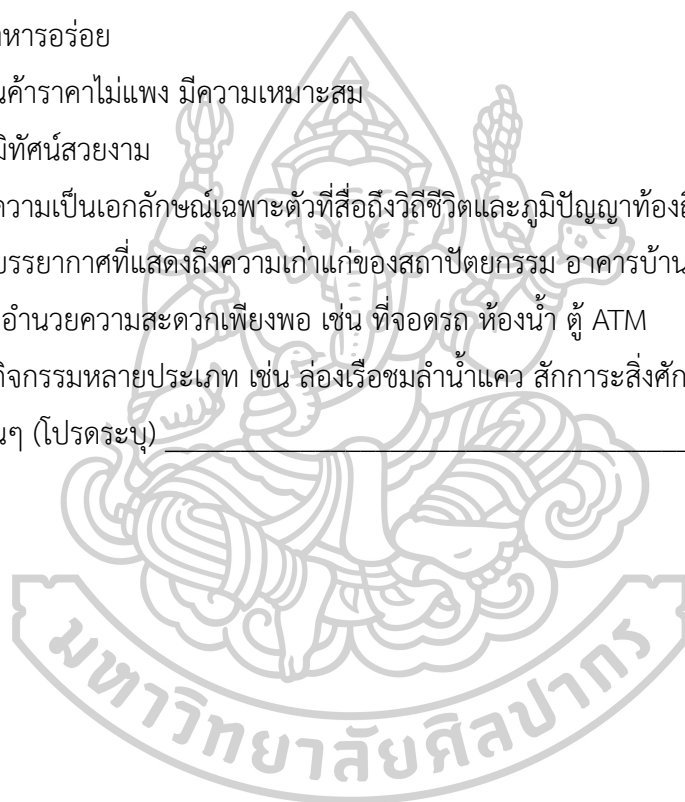 หารอร่อย
นค้าราคาไม่แพง มีความเหมาะสม
มิทัศน์สวยงาม
ความเป็นเอกลักษณ์เฉพาะตัวที่สื่อถึงวิถีชีวิตและภูมิปัญญาท้องถิ
บรรยากาศที่แสดงถึงความเก่าแก่ของสถาปัตยกรรม อาคารบ้าน
อำนวยความสะดวกเพียงพอ เช่น ที่จอดรถ ห้องน้ำ ตู้ ATM
กิจกรรมหลายประเภท เช่น ล่องเรือชมลำน้ำแคว สักการะสิ่งศัก
นๆ (โปรดระบุ) ________________________________________
มหาวิทยาลัยศิลปากร